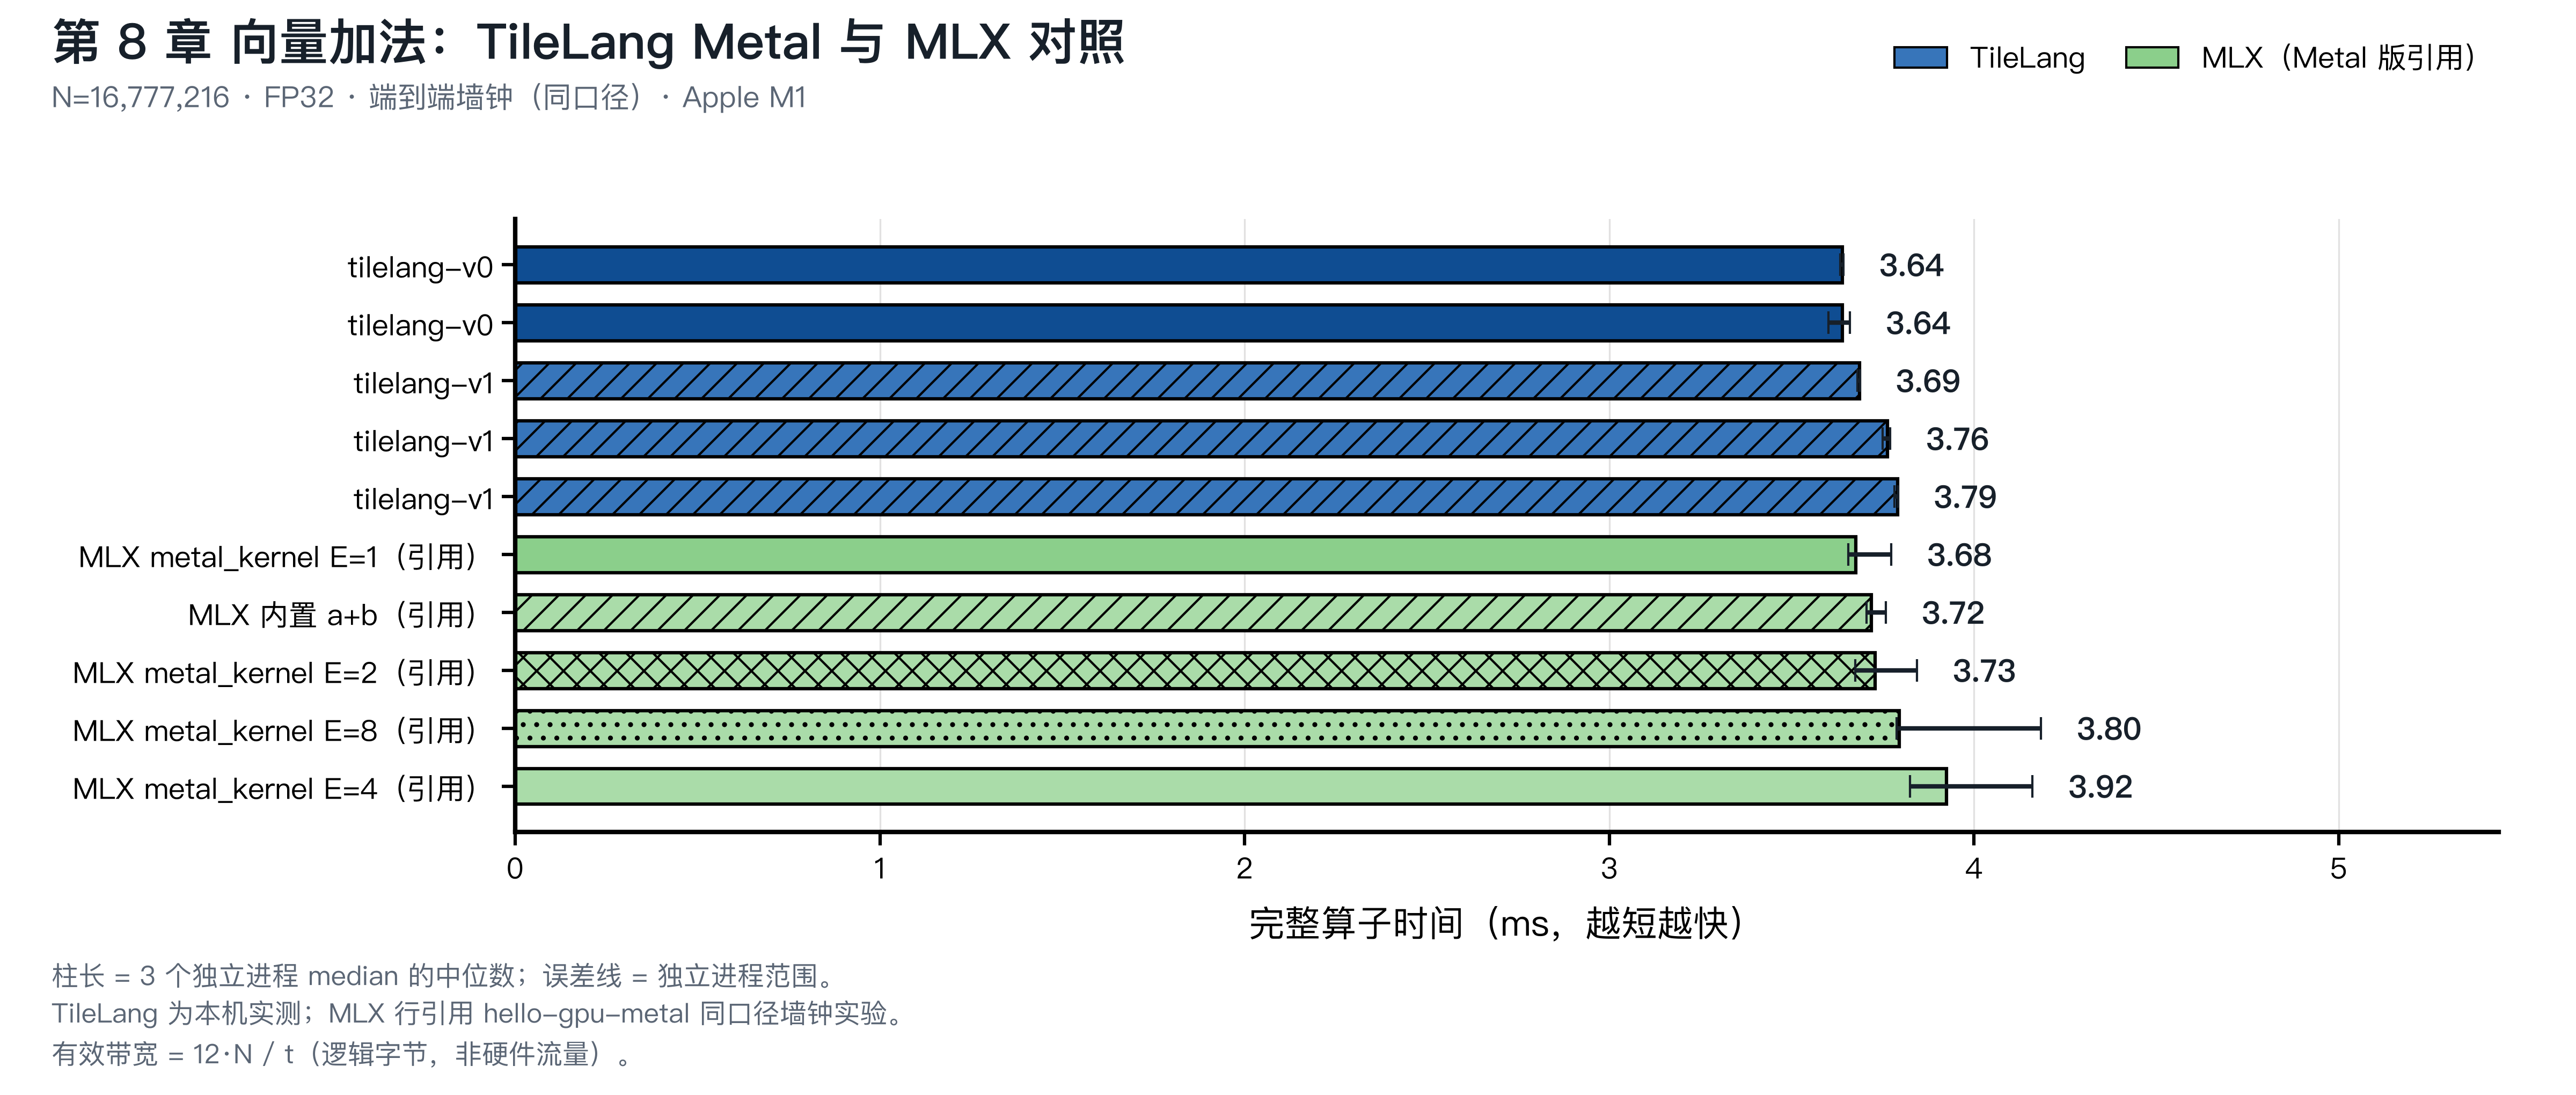 第 8 章 向量加法：TileLang Metal 与 MLX 对照
N=16,777,216 · FP32 · 端到端墙钟（同口径）· Apple M1
TileLang
MLX（Metal 版引用）
tilelang-v0 3.64
tilelang-v0 3.64
tilelang-v1 3.69
tilelang-v1 3.76
tilelang-v1 3.79
MLX metal_kernel E=1（引用） 3.68
MLX 内置 a+b（引用） 3.72
MLX metal_kernel E=2（引用） 3.73
MLX metal_kernel E=8（引用） 3.80
MLX metal_kernel E=4（引用） 3.92
0 1 2 3 4 5
完整算子时间（ms，越短越快）
柱长 = 3 个独立进程 median 的中位数；误差线 = 独立进程范围。
TileLang 为本机实测；MLX 行引用 hello-gpu-metal 同口径墙钟实验。
有效带宽 = 12·N / t（逻辑字节，非硬件流量）。